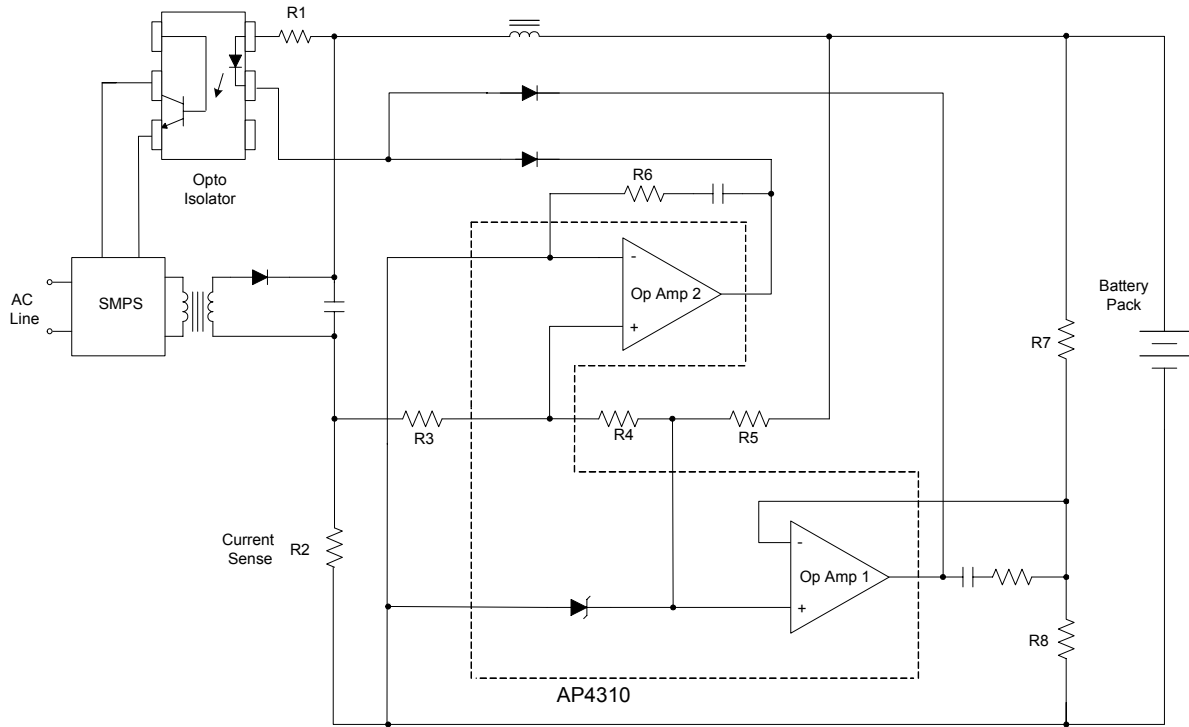 R1
Opto
Isolator
R6
-
Op Amp 2
+
AC
Line
SMPS
Battery
Pack
R7
R3
R4
R5
Current
Sense
R2
-
Op Amp 1
+
R8
AP4310